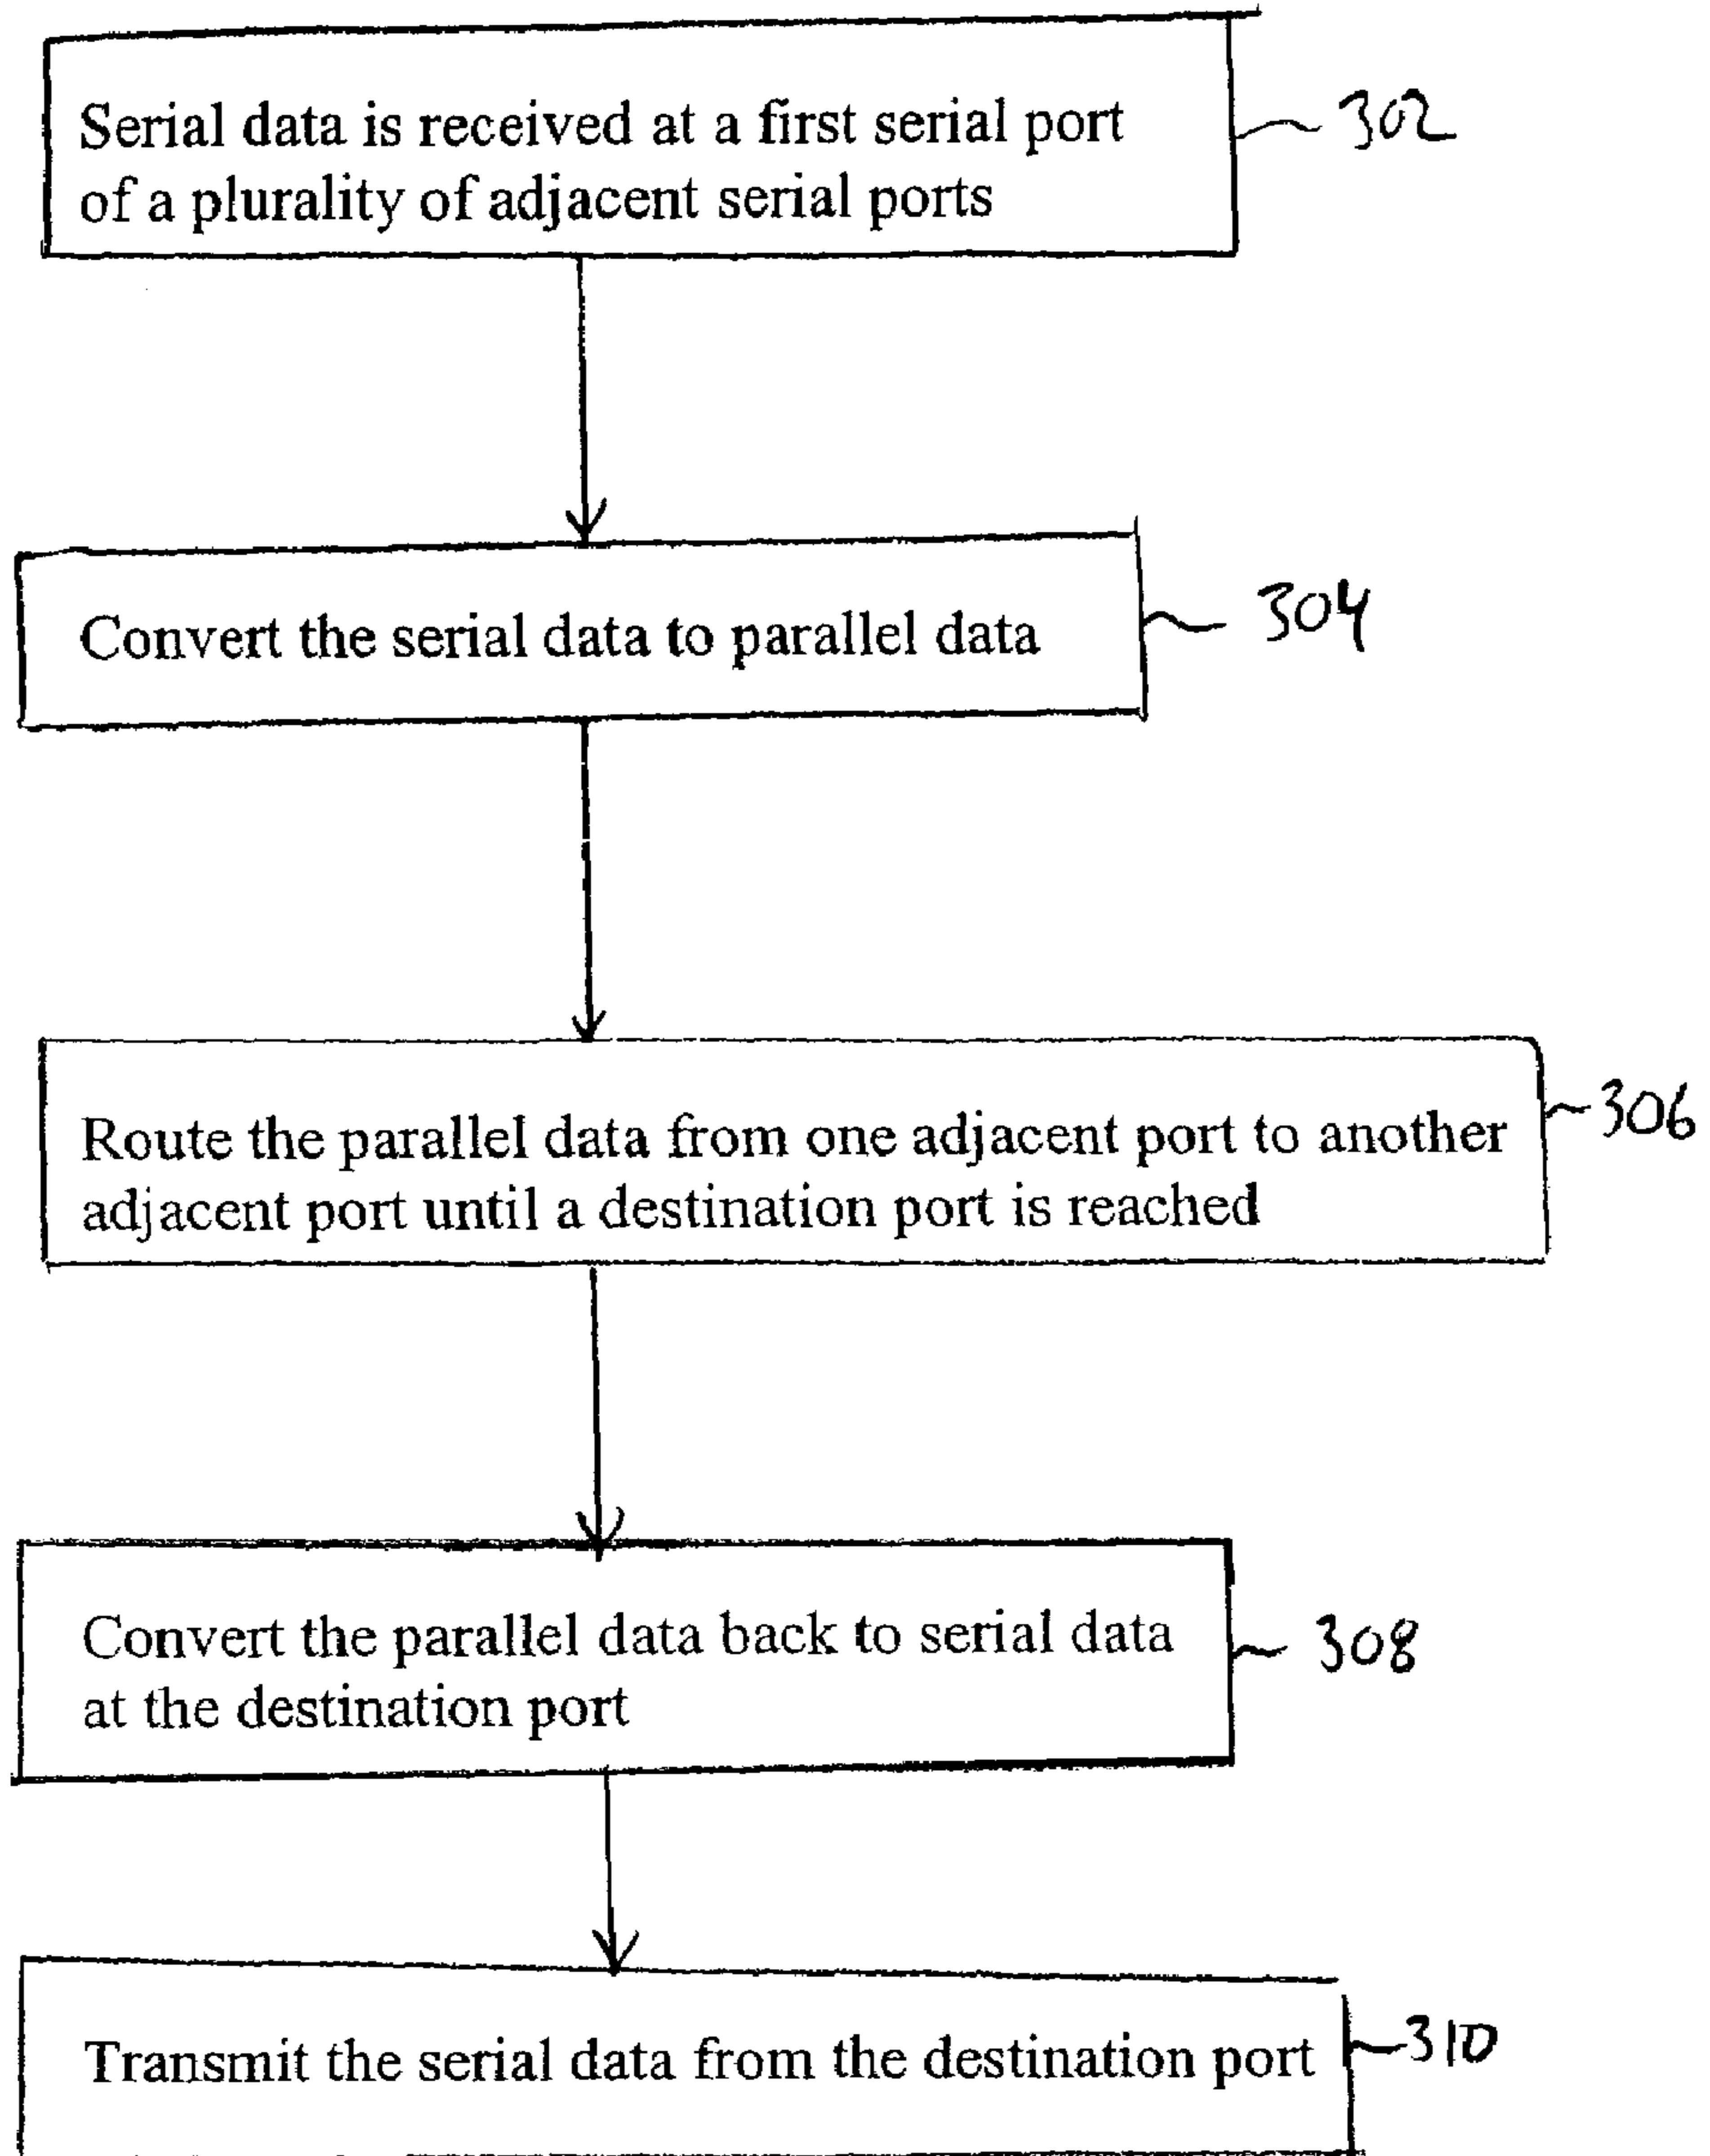 Serial data is received at a first serial port
302
of a plurality of adjacent serial ports
Convert the serial data to parallel data
304
Route the parallel data from one adjacent port to another
306
adjacent port until a destination port is reached
Convert the parallel data back to serial data
308
at the destination port
Transmit the serial data from the destination port
310